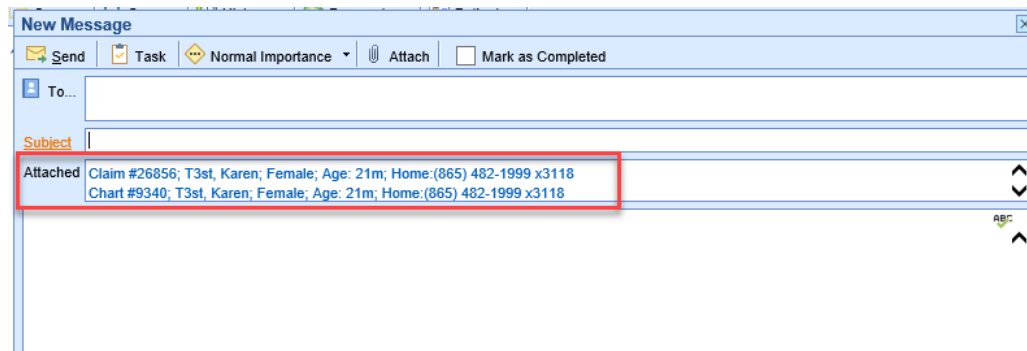 New Message
Send Task Normal Importance Attach Mark as Completed
To...
Subject
Attached Claim #26856; T3st, Karen; Female; Age: 21m; Home:(865) 482-1999 x3118
Chart #9340; T3st, Karen; Female; Age: 21m; Home:(865) 482-1999 x3118
ABC